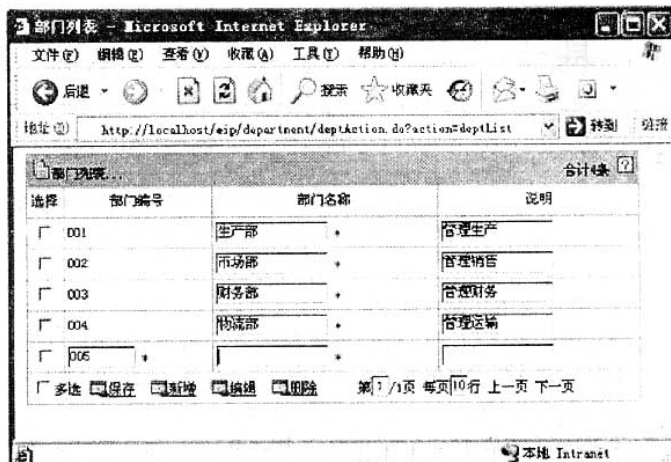 部门列表 - Microsoft Internet Explorer
文件(F) 编辑(E) 查看(V) 收藏(A) 工具(T) 帮助(H)
后退 搜索 收藏夹
地址(D) http://localhost/eip/department/deptAction.do?action=deptList 转到 链接
部门列表... 合计4条 ?
选择 部门编号 部门名称 说明
001 生产部 * 管理生产
002 市场部 * 管理销售
003 财务部 * 管理财务
004 物流部 * 管理运输
005 * *
多选 保存 新增 编辑 删除 第1/1页 每页10行 上一页 下一页
本地 Intranet